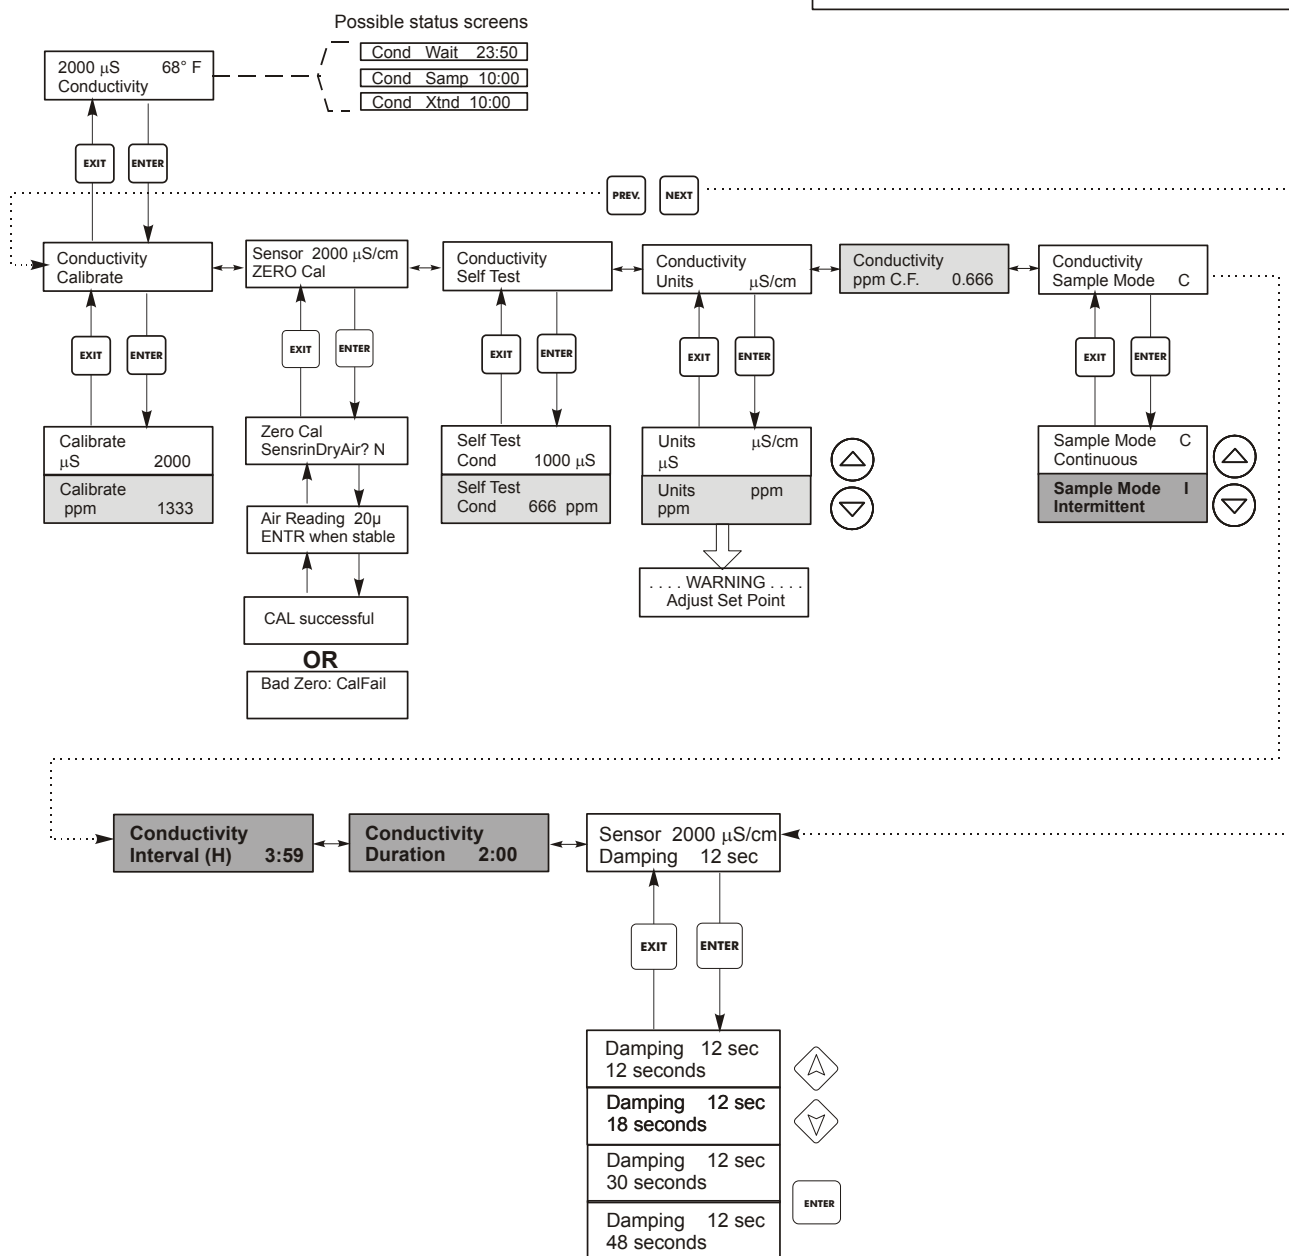 Possible status screens
2000 µS 68° F
Conductivity
Cond Wait 23:50
Cond Samp 10:00
Cond Xtnd 10:00
EXIT
ENTER
PREV.
NEXT
Conductivity
Calibrate
Sensor 2000 µS/cm
ZERO Cal
Conductivity
Self Test
Conductivity
Units µS/cm
Conductivity
ppm C.F. 0.666
Conductivity
Sample Mode C
EXIT
ENTER
EXIT
ENTER
EXIT
ENTER
EXIT
ENTER
EXIT
ENTER
Calibrate
µS 2000
Calibrate
ppm 1333
Zero Cal
SensrinDryAir? N
Air Reading 20µ
ENTR when stable
CAL successful
OR
Bad Zero: CalFail
Self Test
Cond 1000 µS
Self Test
Cond 666 ppm
Units µS/cm
µS
Units ppm
ppm
. . . . WARNING . . . .
Adjust Set Point
Sample Mode C
Continuous
Sample Mode I
Intermittent
Conductivity
Interval (H) 3:59
Conductivity
Duration 2:00
Sensor 2000 µS/cm
Damping 12 sec
EXIT
ENTER
Damping 12 sec
12 seconds
Damping 12 sec
18 seconds
Damping 12 sec
30 seconds
Damping 12 sec
48 seconds
ENTER